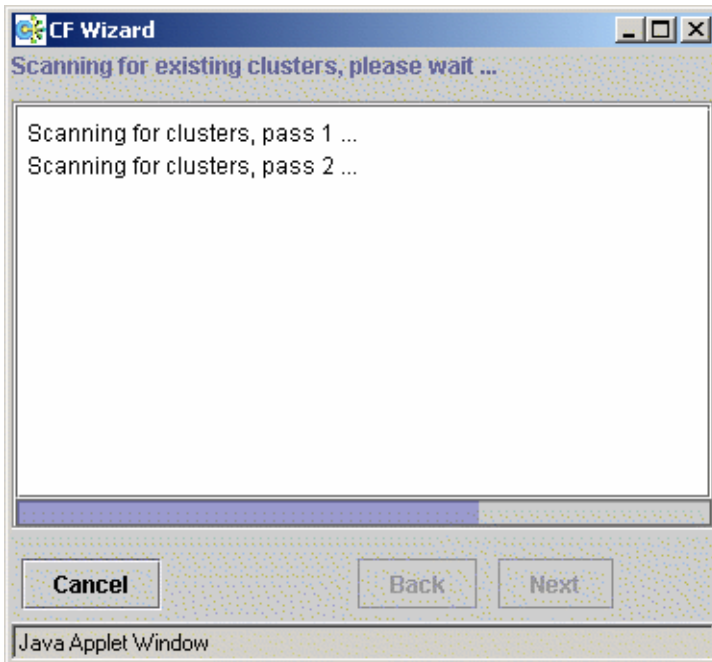 CF Wizard
Scanning for existing clusters, please wait ...
Scanning for clusters, pass 1 ...
Scanning for clusters, pass 2 ...
Cancel Back Next
Java Applet Window